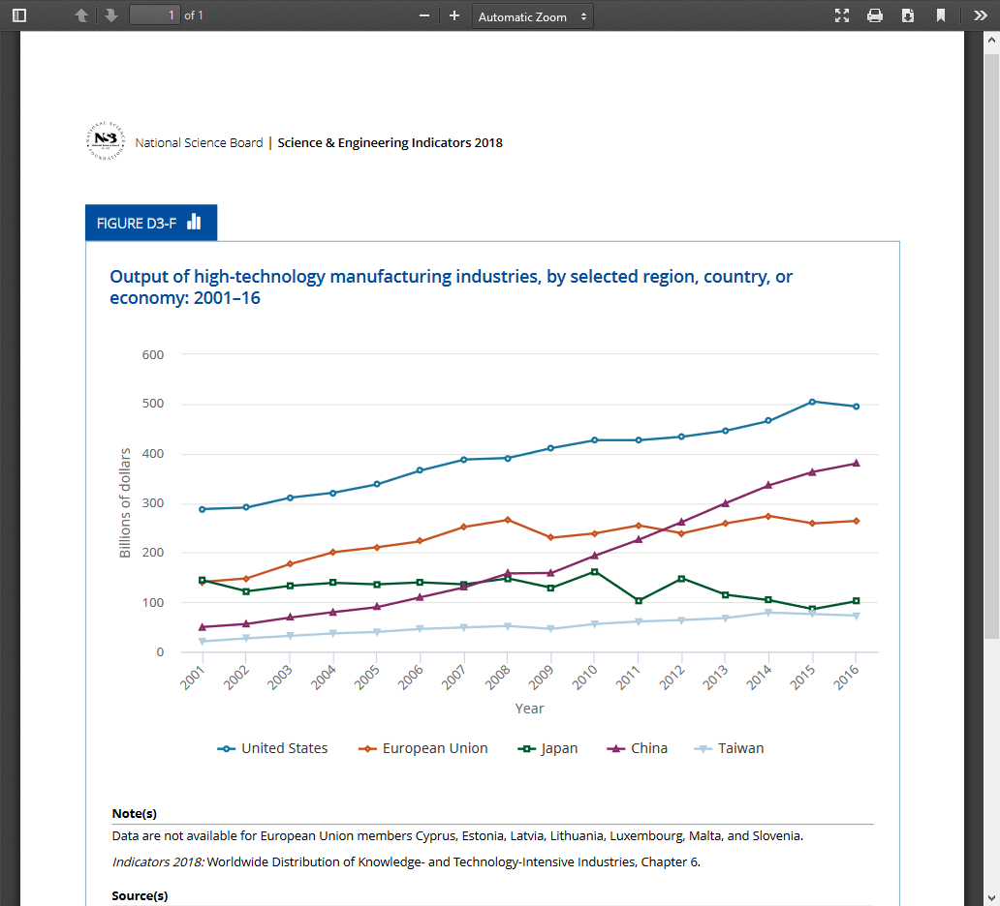 1 of 1
Automatic Zoom
NATIONAL SCIENCE FOUNDATION
NSB
National Science Board | Science & Engineering Indicators 2018
FIGURE D3-F
Output of high-technology manufacturing industries, by selected region, country, or
economy: 2001–16
600
500
400
300
200
100
0
Billions of dollars
2001 2002 2003 2004 2005 2006 2007 2008 2009 2010 2011 2012 2013 2014 2015 2016
Year
United States European Union Japan China Taiwan
Note(s)
Data are not available for European Union members Cyprus, Estonia, Latvia, Lithuania, Luxembourg, Malta, and Slovenia.
Indicators 2018: Worldwide Distribution of Knowledge- and Technology-Intensive Industries, Chapter 6.
Source(s)